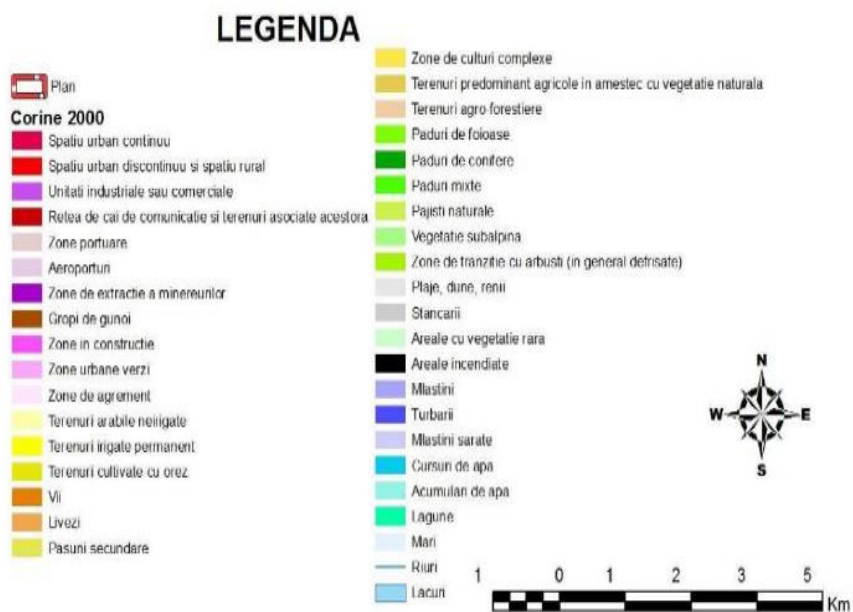 LEGENDA
Plan
Corine 2000
Spatiu urban continuu
Spatiu urban discontinuu si spatiu rural
Unitati industriale sau comerciale
Retea de cai de comunicatie si terenuri asociate acestora
Zone portuare
Aeroporturi
Zone de extractie a minereurilor
Gropi de gunoi
Zone in constructie
Zone urbane verzi
Zone de agrement
Terenuri arabile neirigate
Terenuri irigate permanent
Terenuri cultivate cu orez
Vii
Livezi
Pasuni secundare
Zone de culturi complexe
Terenuri predominant agricole in amestec cu vegetatie naturala
Terenuri agro-forestiere
Paduri de foioase
Paduri de conifere
Paduri mixte
Pajisti naturale
Vegetatie subalpina
Zone de tranzitie cu arbusti (in general defrisate)
Plaje, dune, renii
Stancarii
Areale cu vegetatie rara
Areale incendiate
Mlastini
Turbarii
Mlastini sarate
Cursuri de apa
Acumulari de apa
Lagune
Mari
Riuri
Lacuri
N
W E
S
1 0 1 2 3 5
Km